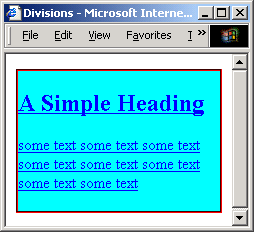 Divisions - Microsoft Interne...
File Edit View Favorites T »
A Simple Heading
some text some text some text
some text some text some text
some text some text